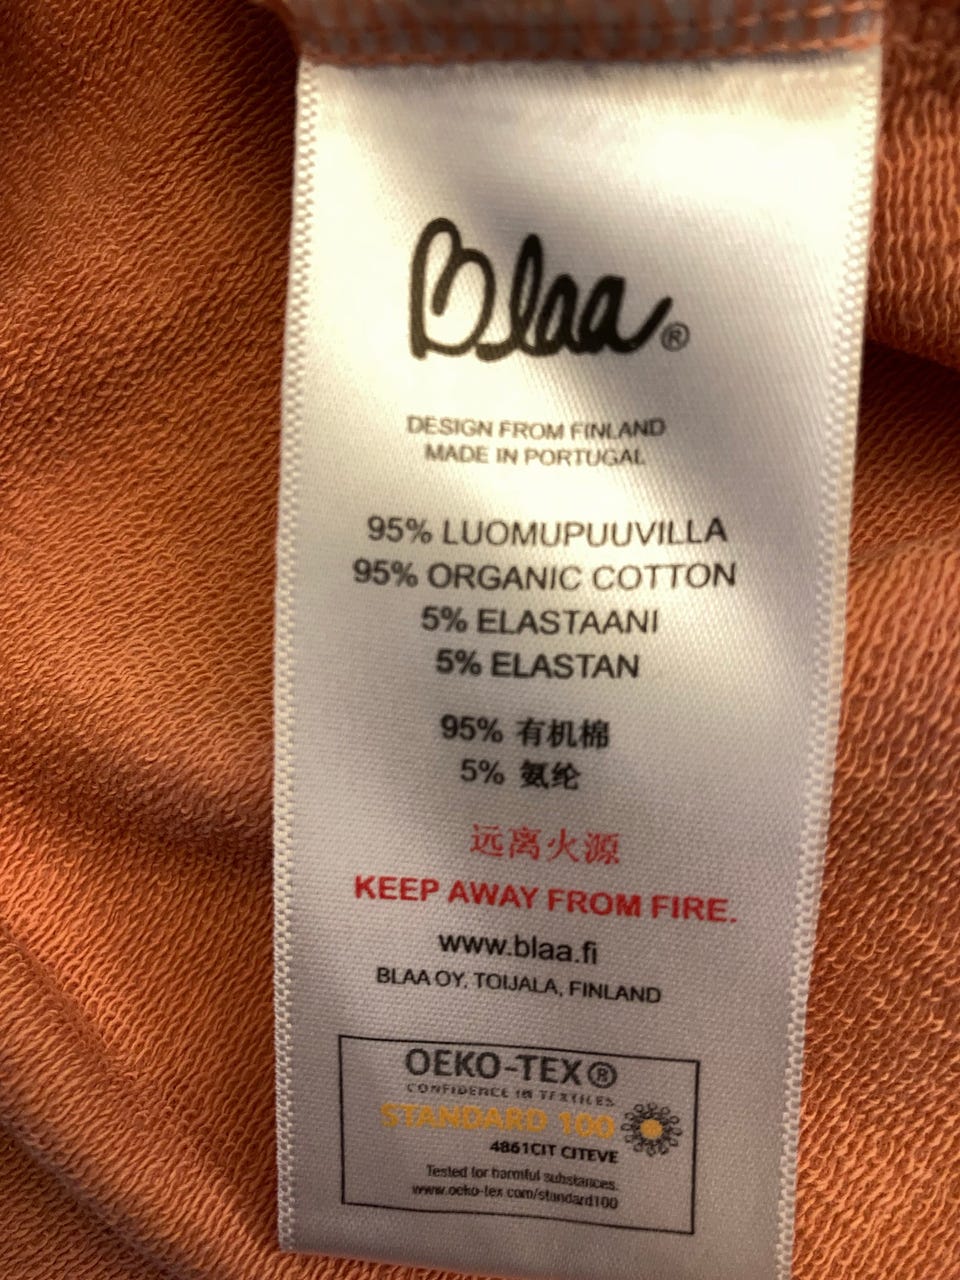 Blaa®
DESIGN FROM FINLAND
MADE IN PORTUGAL
95% LUOMUPUUVILLA
95% ORGANIC COTTON
5% ELASTAANI
5% ELASTAN
95% 有机棉
5% 氨纶
远离火源
KEEP AWAY FROM FIRE.
www.blaa.fi
BLAA OY, TOIJALA, FINLAND
OEKO-TEX®
CONFIDENCE IN TEXTILES
STANDARD 100
4861CIT CITEVE
Tested for harmful substances.
www.oeko-tex.com/standard100